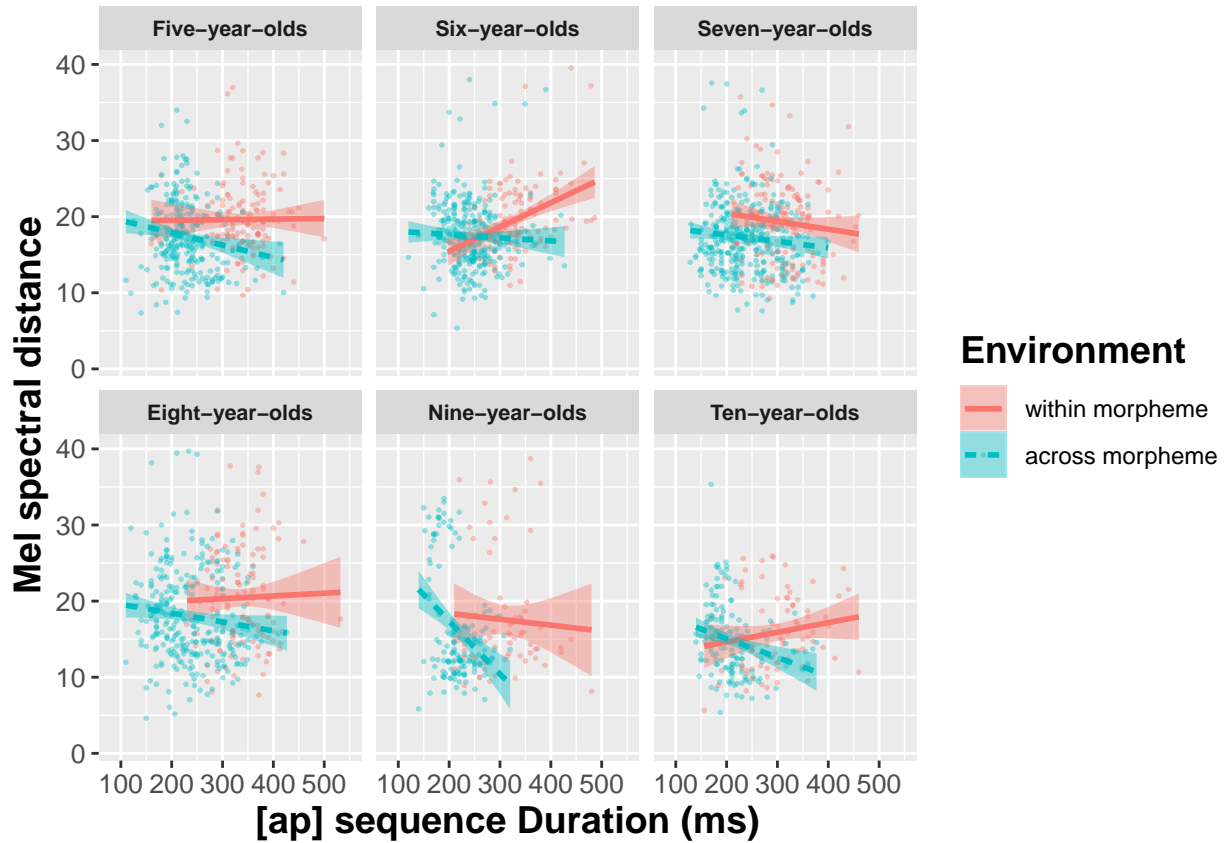 Five−year−olds Six−year−olds Seven−year−olds
40
30
20
10
0
Eight−year−olds Nine−year−olds Ten−year−olds
40
30
20
10
0
100 200 300 400 500 100 200 300 400 500 100 200 300 400 500
[ap] sequence Duration (ms)
Mel spectral distance
Environment
within morpheme
across morpheme